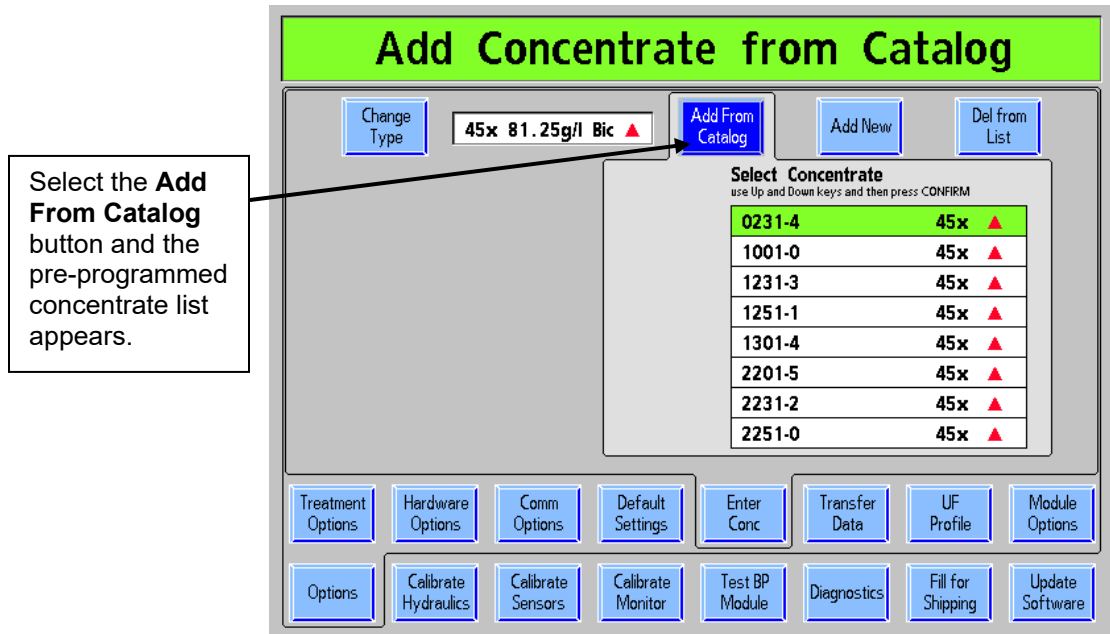 Add Concentrate from Catalog
Change
Type
45x 81.25g/l Bic ▲
Add From
Catalog
Add New
Del from
List
Select the Add
From Catalog
button and the
pre-programmed
concentrate list
appears.
Select Concentrate
use Up and Down keys and then press CONFIRM
0231-4 45x ▲
1001-0 45x ▲
1231-3 45x ▲
1251-1 45x ▲
1301-4 45x ▲
2201-5 45x ▲
2231-2 45x ▲
2251-0 45x ▲
Treatment
Options
Hardware
Options
Comm
Options
Default
Settings
Enter
Conc
Transfer
Data
UF
Profile
Module
Options
Options
Calibrate
Hydraulics
Calibrate
Sensors
Calibrate
Monitor
Test BP
Module
Diagnostics
Fill for
Shipping
Update
Software